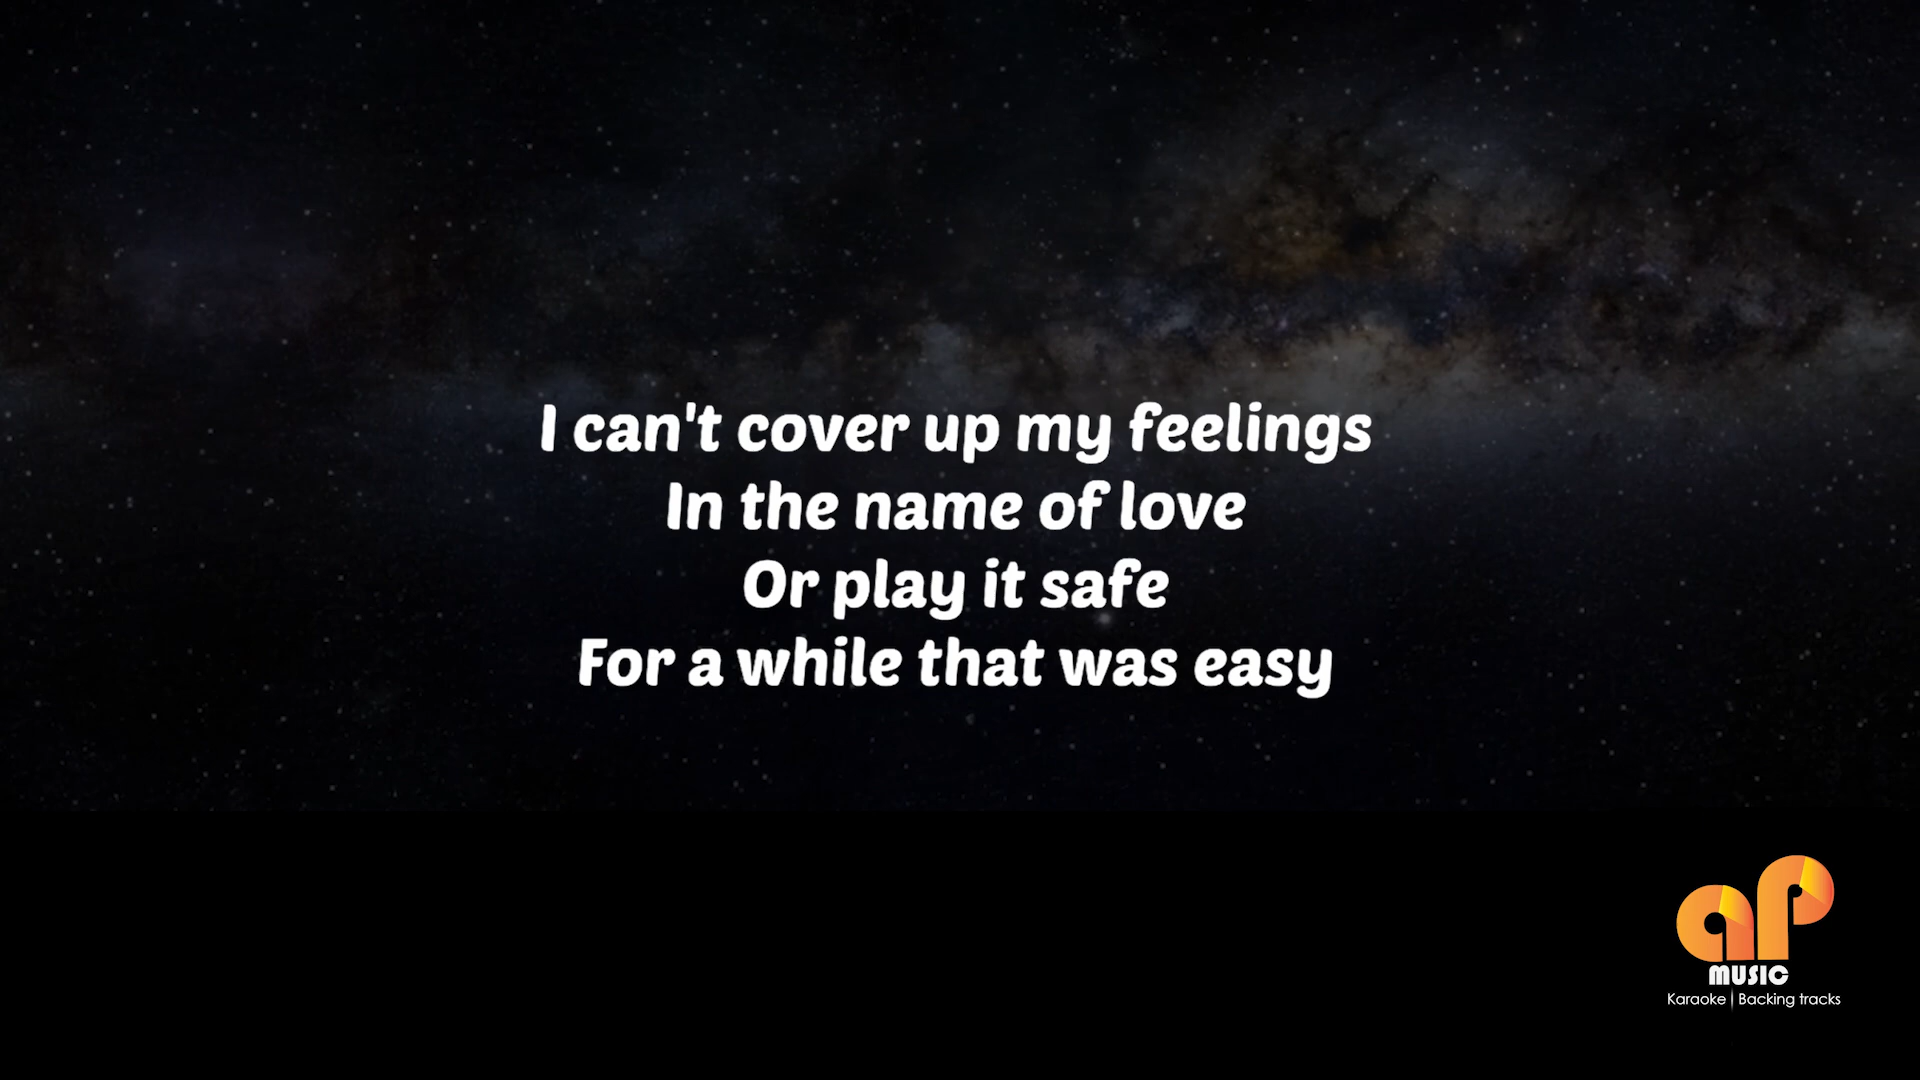 I can't cover up my feelings
In the name of love
Or play it safe
For a while that was easy
aP
MUSIC
Karaoke | Backing tracks